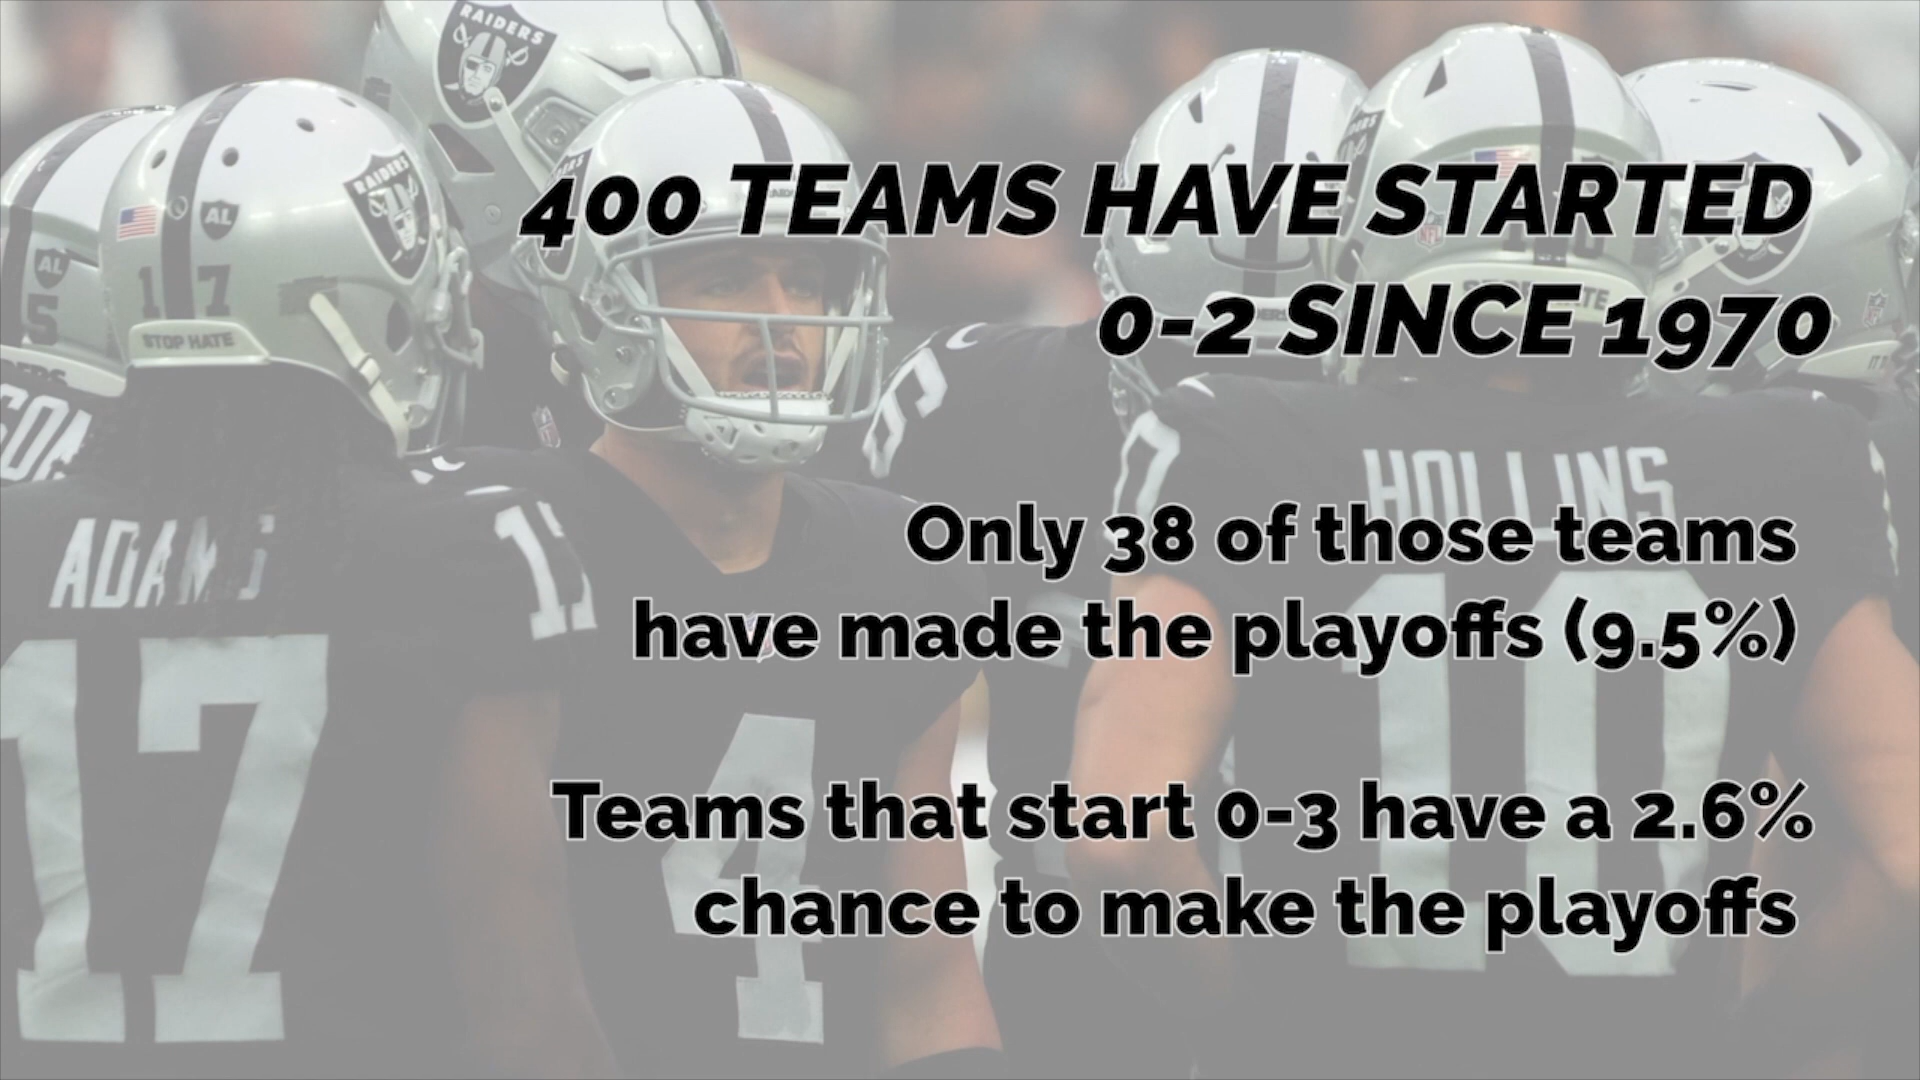 RAIDERS
RAIDERS
AL
AL
17
5
STOP HATE
400 TEAMS HAVE STARTED
0-2 SINCE 1970
HOLLINS
10
ADAMS
17
17
4
Only 38 of those teams
have made the playoffs (9.5%)
Teams that start 0-3 have a 2.6%
chance to make the playoffs